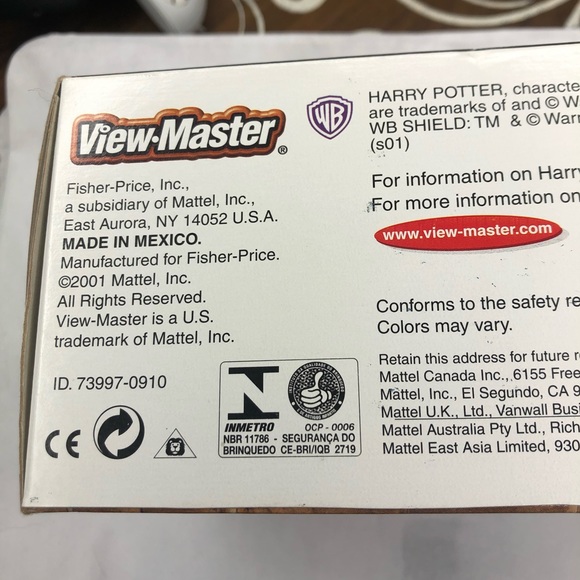 View-Master®
Fisher-Price, Inc.,
a subsidiary of Mattel, Inc.,
East Aurora, NY 14052 U.S.A.
MADE IN MEXICO.
Manufactured for Fisher-Price.
©2001 Mattel, Inc.
All Rights Reserved.
View-Master is a U.S.
trademark of Mattel, Inc.
ID. 73997-0910
CE
INMETRO
OCP - 0006
NBR 11786 - SEGURANÇA DO
BRINQUEDO CE-BRI/IQB 2719
WB
HARRY POTTER, characte
are trademarks of and © W
WB SHIELD: TM & © Warn
(s01)
For information on Harry
For more information on
www.view-master.com
Conforms to the safety re
Colors may vary.
Retain this address for future r
Mattel Canada Inc., 6155 Free
Mattel, Inc., El Segundo, CA 9
Mattel U.K., Ltd., Vanwall Busi
Mattel Australia Pty Ltd., Rich
Mattel East Asia Limited, 930